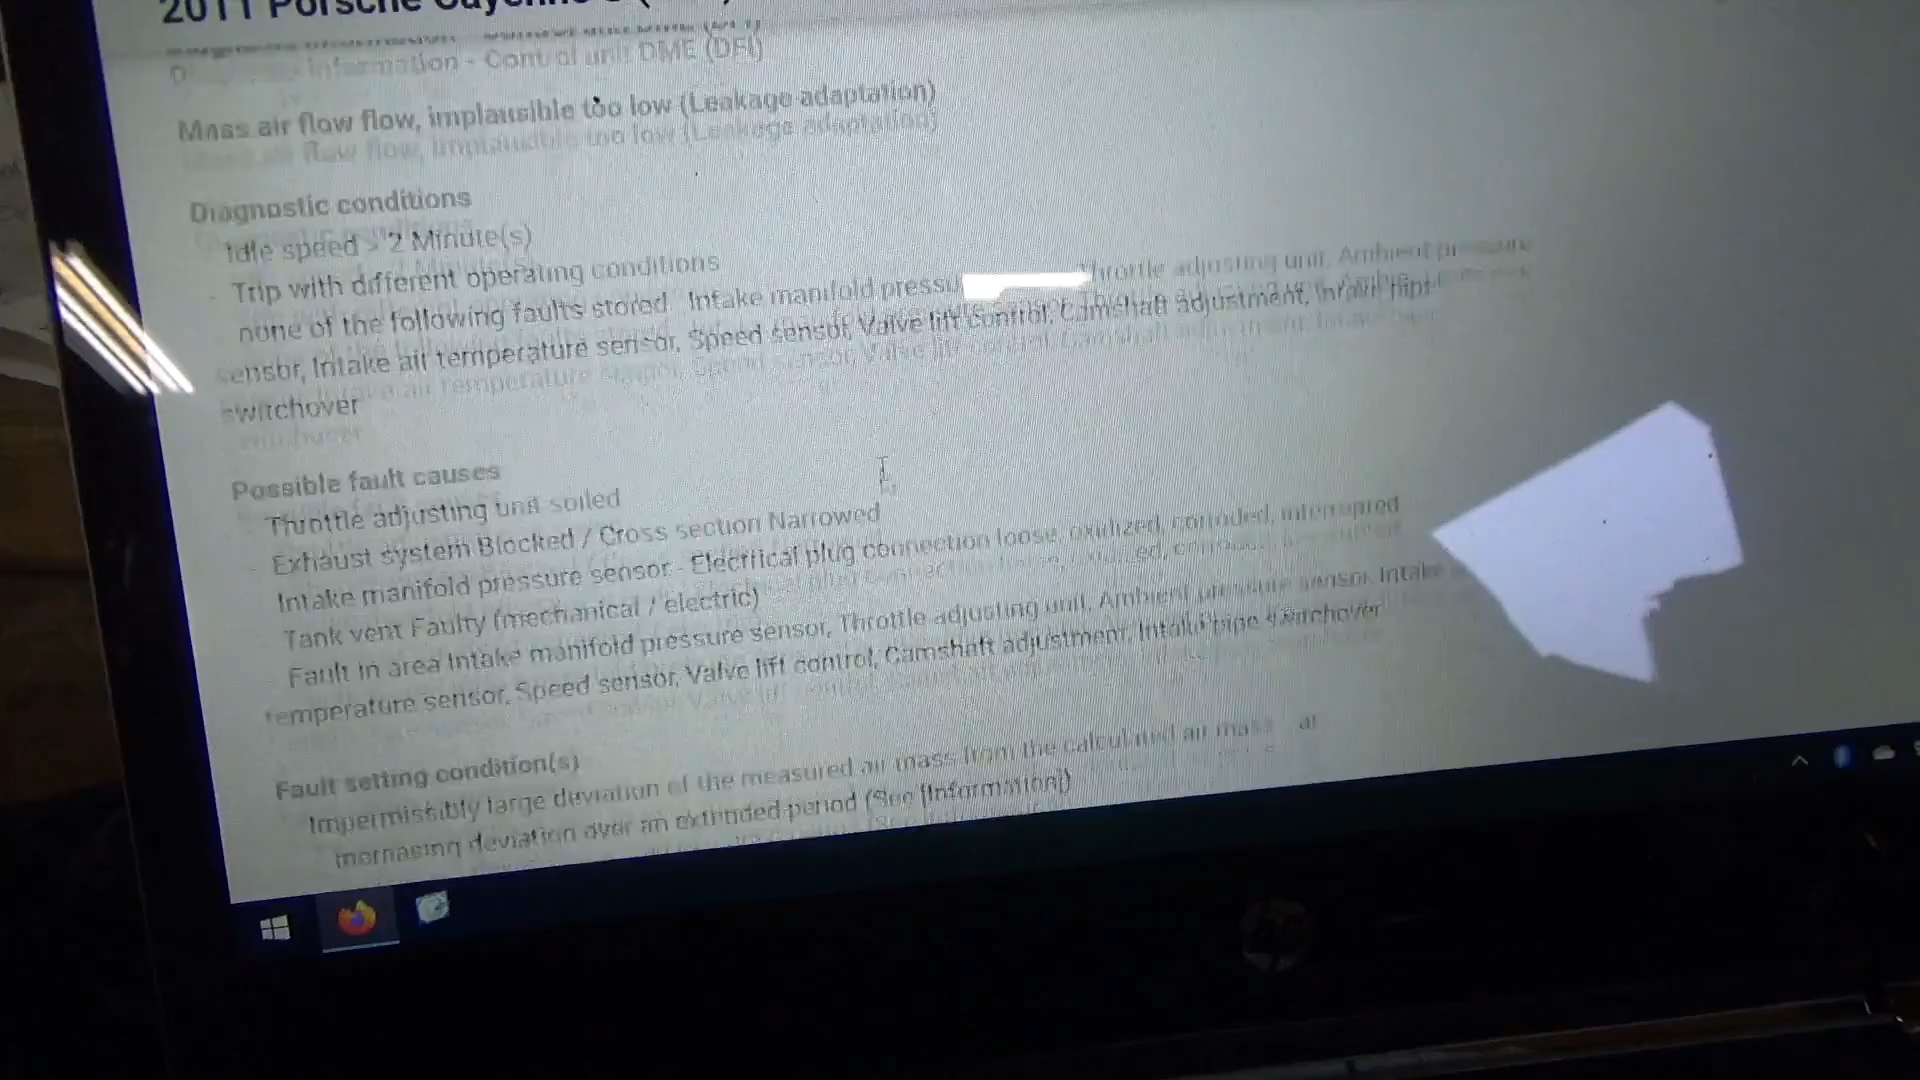 2011 Porsche Cayenne
Information - Control unit DME (DFI)
Mass air flow flow, implausible too low (Leakage adaptation)
Diagnostic conditions
Idle speed > 2 Minute(s)
Trip with different operating conditions
none of the following faults stored Intake manifold Throttle adjusting unit, Ambient pressure
sensor, Intake air temperature sensor, Speed sensor, Valve lift control, Camshaft adjustment, Intake
switchover
Possible fault causes
Throttle adjusting unit soiled
Exhaust system Blocked / Cross section Narrowed
Intake manifold pressure sensor - Electrical plug connection loose, oxidized, corroded, interrupted
Tank vent Faulty (mechanical / electric)
Fault in area Intake manifold pressure sensor, Throttle adjusting unit, Ambient pressure sensor, Intake
temperature sensor, Speed sensor, Valve lift control, Camshaft adjustment, Intake pipe switchover
Fault setting condition(s)
Impermissibly large deviation of the measured air mass from the calculated air mass
increasing deviation over an extended period (See [Information])
hp